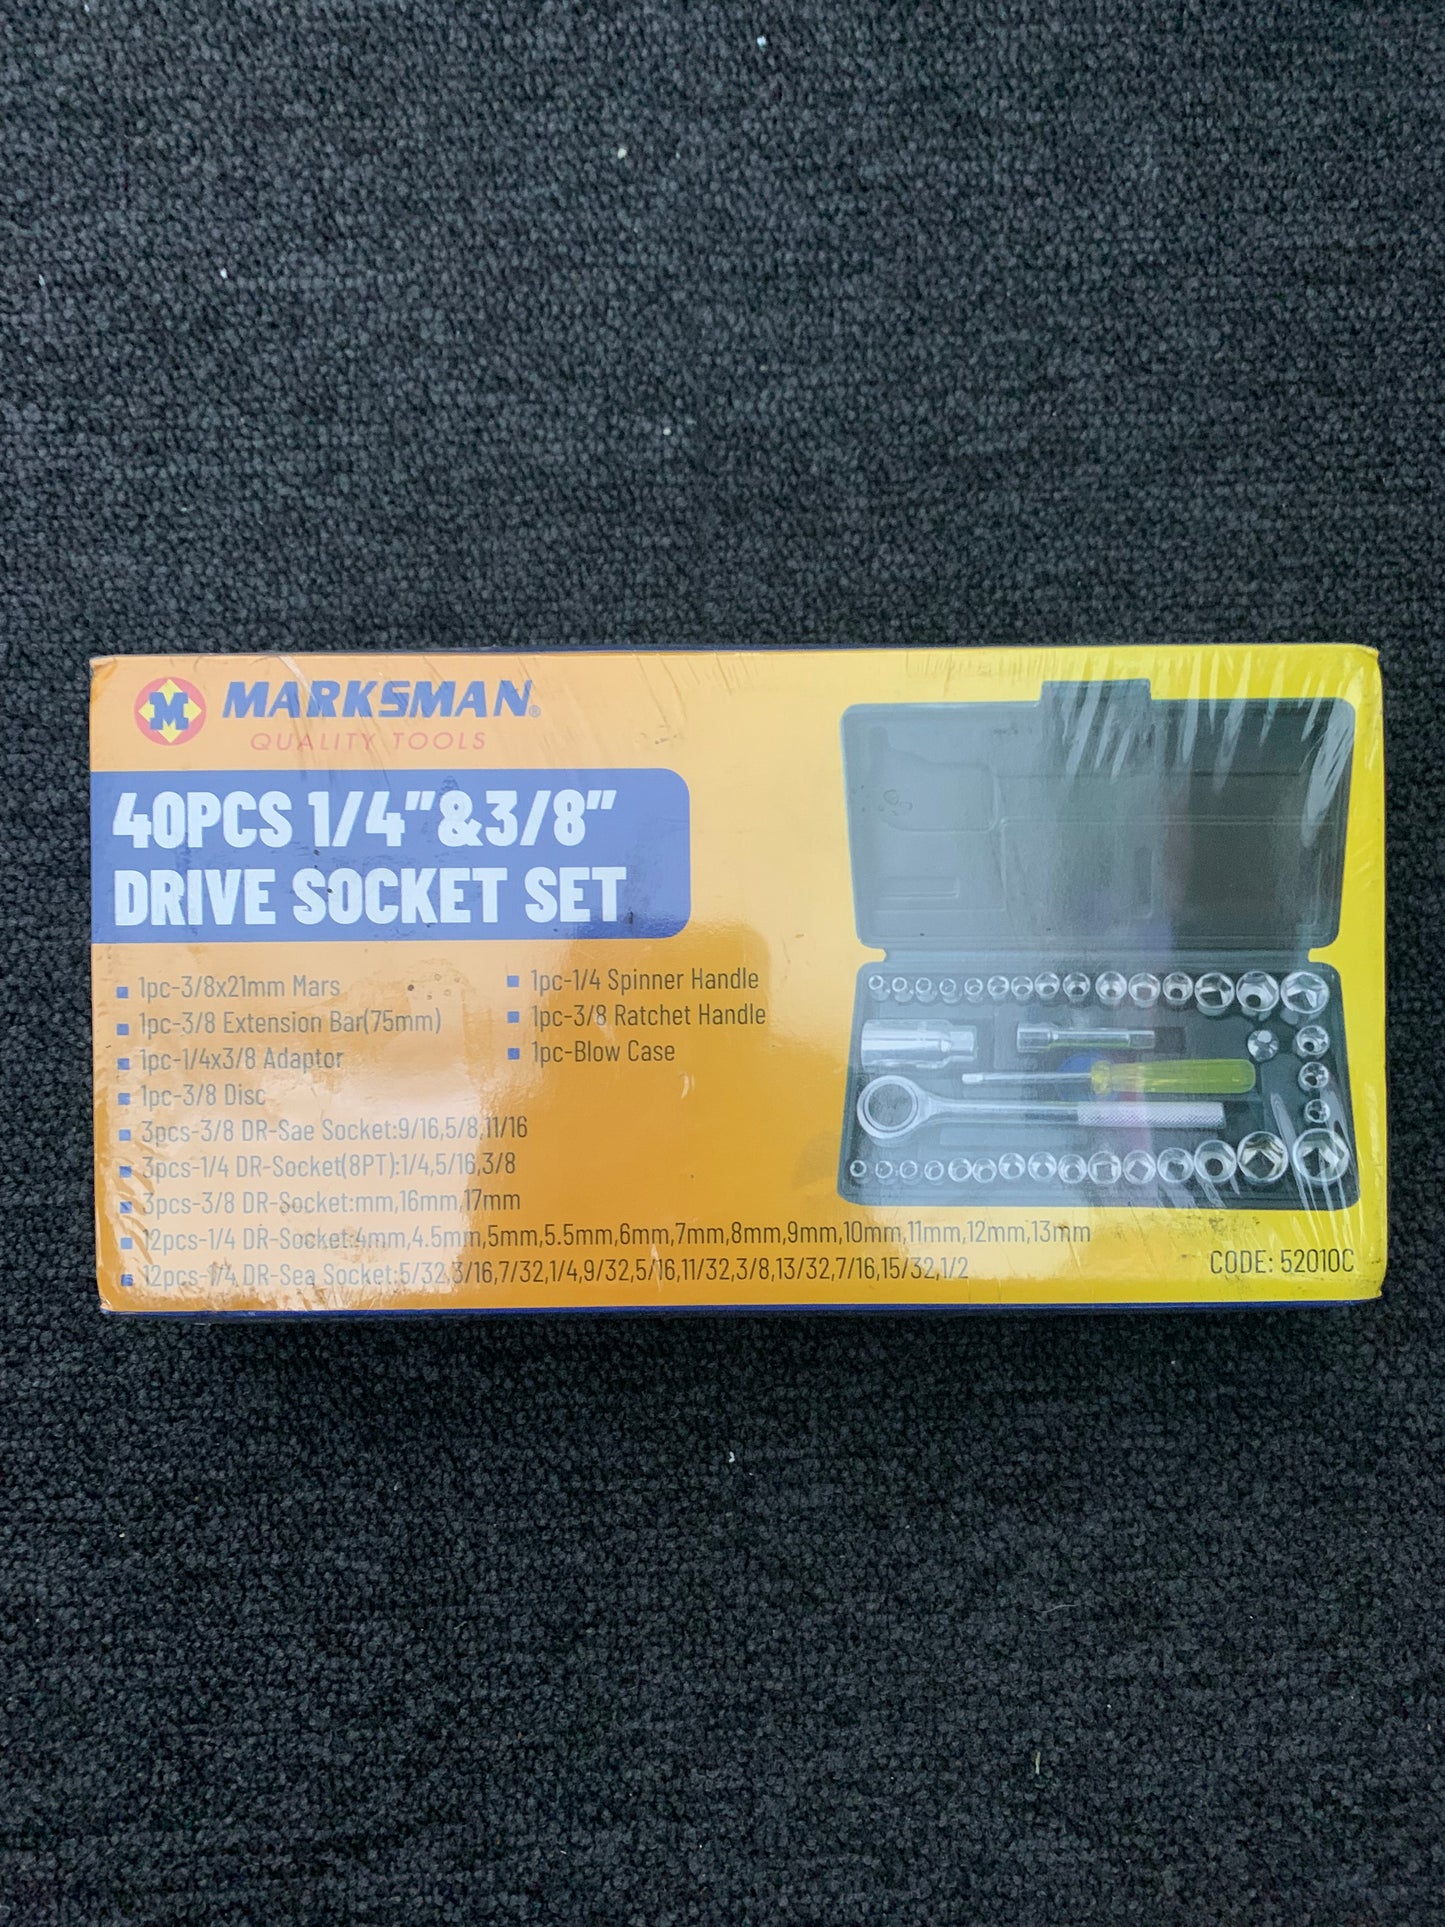 M
MARKSMAN®
QUALITY TOOLS
40PCS 1/4"&3/8"
DRIVE SOCKET SET
1pc-3/8x21mm Mars
1pc-3/8 Extension Bar(75mm)
1pc-1/4x3/8 Adaptor
1pc-3/8 Disc
3pcs-3/8 DR-Sae Socket:9/16,5/8,11/16
3pcs-1/4 DR-Socket(8PT):1/4,5/16,3/8
3pcs-3/8 DR-Socket:mm,16mm,17mm
12pcs-1/4 DR-Socket:4mm,4.5mm,5mm,5.5mm,6mm,7mm,8mm,9mm,10mm,11mm,12mm,13mm
12pcs-1/4 DR-Sea Socket:5/32,3/16,7/32,1/4,9/32,5/16,11/32,3/8,13/32,7/16,15/32,1/2
1pc-1/4 Spinner Handle
1pc-3/8 Ratchet Handle
1pc-Blow Case
CODE: 52010C